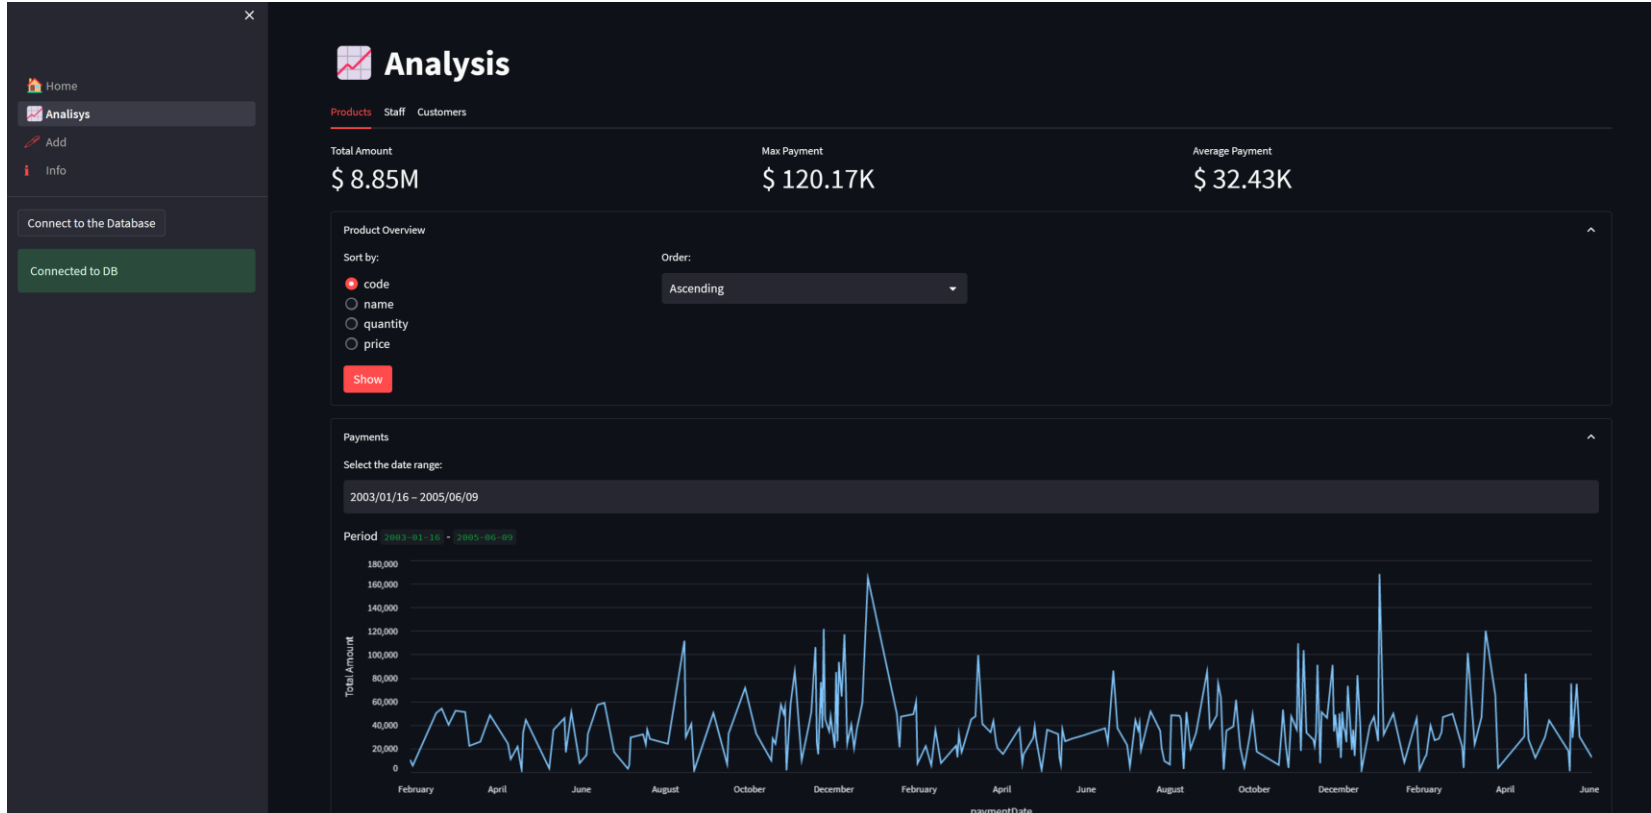 Home
Analisys
Add
Info
Connect to the Database
Connected to DB
Analysis
Products Staff Customers
Total Amount Max Payment Average Payment
$ 8.85M $ 120.17K $ 32.43K
Product Overview
Sort by: Order:
code
Ascending
name
quantity
price
Show
Payments
Select the date range:
2003/01/16 – 2005/06/09
Period 2003-01-16 - 2005-06-09
180,000
160,000
140,000
120,000
100,000
80,000
60,000
40,000
20,000
0
Total Amount
February April June August October December February April June August October December February April June
paymentDate